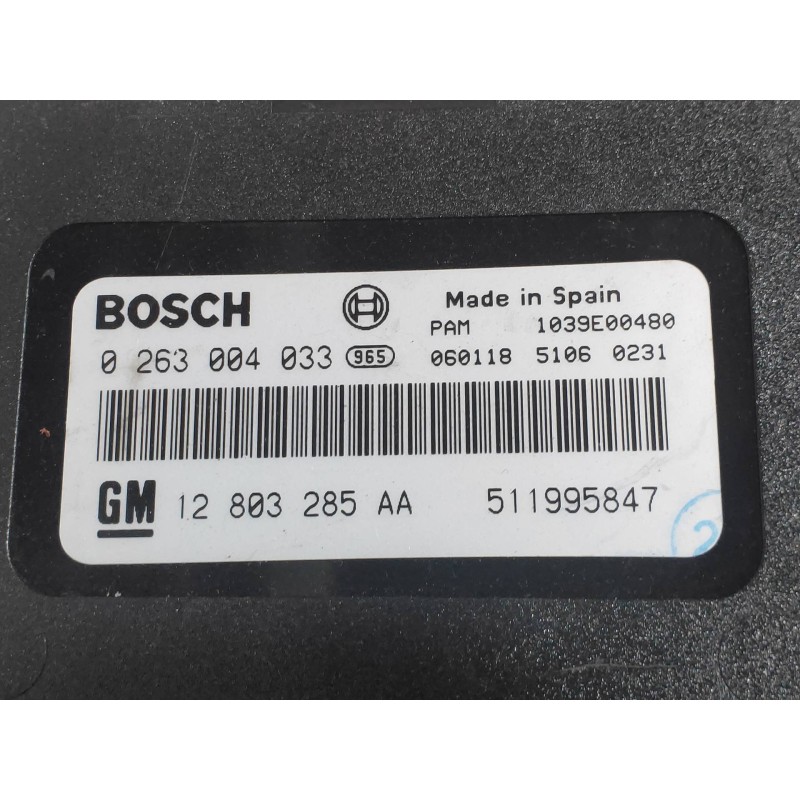 BOSCH Made in Spain
PAM 1039E00480
0 263 004 033 965 060118 5106 0231
GM 12 803 285 AA 511995847
2